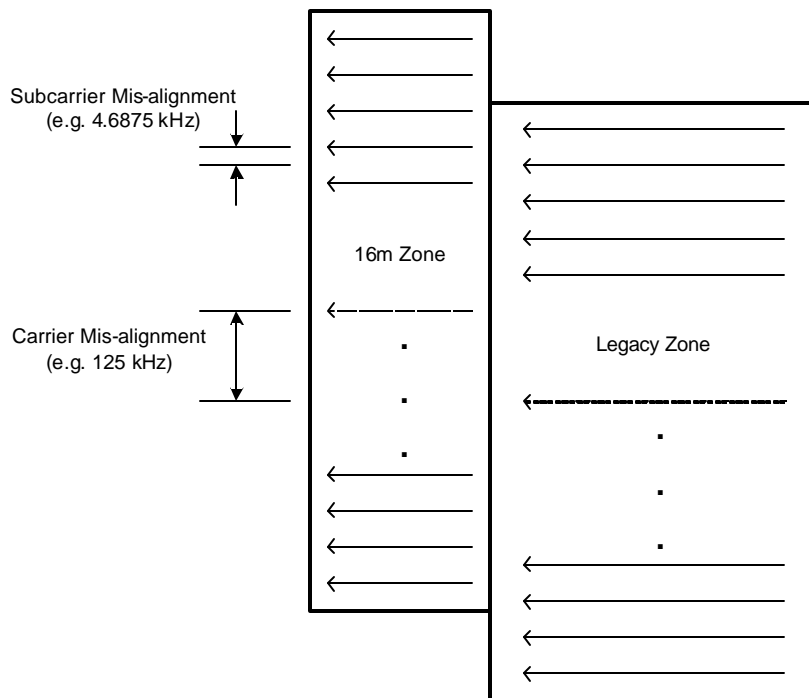 Subcarrier Mis-alignment
(e.g. 4.6875 kHz)
16m Zone
Carrier Mis-alignment
(e.g. 125 kHz)
Legacy Zone